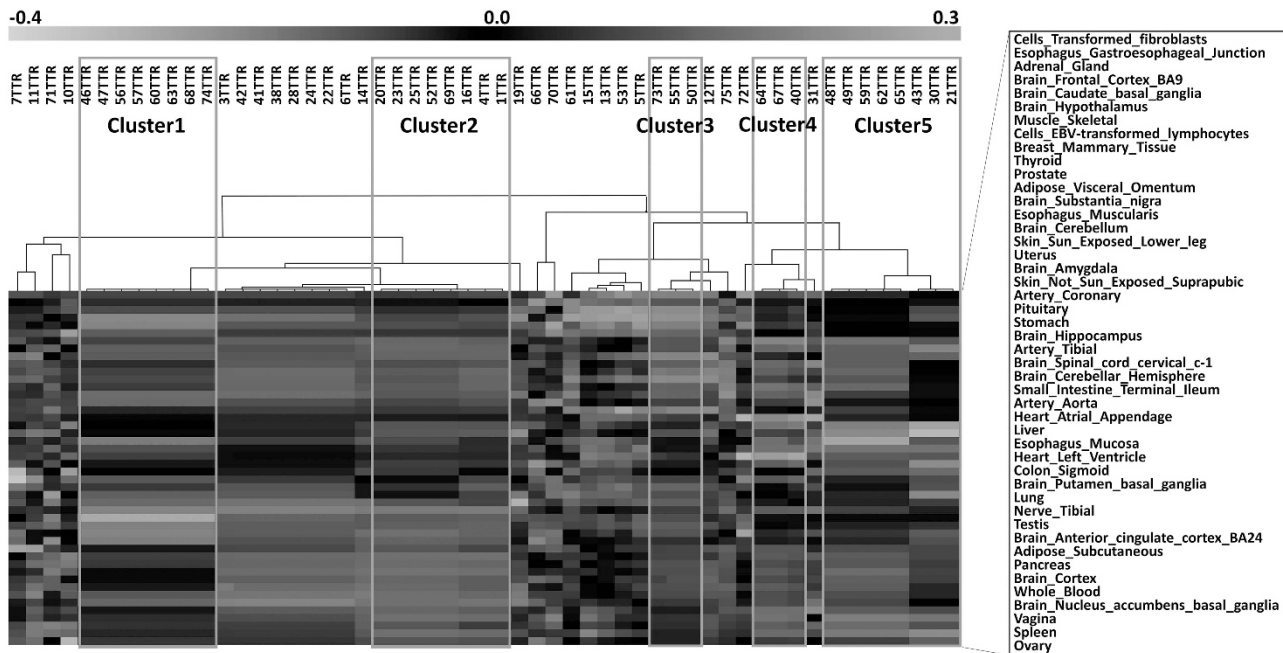 -0.4 0.0 0.3
7TTR
11TTR
71TTR
10TTR
46TTR
47TTR
56TTR
57TTR
60TTR
63TTR
68TTR
74TTR
3TTR
42TTR
41TTR
38TTR
28TTR
24TTR
22TTR
6TTR
14TTR
20TTR
23TTR
25TTR
52TTR
69TTR
16TTR
4TTR
1TTR
19TTR
66TTR
70TTR
61TTR
15TTR
13TTR
53TTR
5TTR
73TTR
55TTR
50TTR
12TTR
75TTR
72TTR
64TTR
67TTR
40TTR
31TTR
48TTR
49TTR
59TTR
62TTR
65TTR
43TTR
30TTR
21TTR
Cluster1
Cluster2
Cluster3
Cluster4
Cluster5
Cells_Transformed_fibroblasts
Esophagus_Gastroesophageal_Junction
Adrenal_Gland
Brain_Frontal_Cortex_BA9
Brain_Caudate_basal_ganglia
Brain_Hypothalamus
Muscle_Skeletal
Cells_EBV-transformed_lymphocytes
Breast_Mammary_Tissue
Thyroid
Prostate
Adipose_Visceral_Omentum
Brain_Substantia_nigra
Esophagus_Muscularis
Brain_Cerebellum
Skin_Sun_Exposed_Lower_leg
Uterus
Brain_Amygdala
Skin_Not_Sun_Exposed_Suprapubic
Artery_Coronary
Pituitary
Stomach
Brain_Hippocampus
Artery_Tibial
Brain_Spinal_cord_cervical_c-1
Brain_Cerebellar_Hemisphere
Small_Intestine_Terminal_Ileum
Artery_Aorta
Heart_Atrial_Appendage
Liver
Esophagus_Mucosa
Heart_Left_Ventricle
Colon_Sigmoid
Brain_Putamen_basal_ganglia
Lung
Nerve_Tibial
Testis
Brain_Anterior_cingulate_cortex_BA24
Adipose_Subcutaneous
Pancreas
Brain_Cortex
Whole_Blood
Brain_Nucleus_accumbens_basal_ganglia
Vagina
Spleen
Ovary